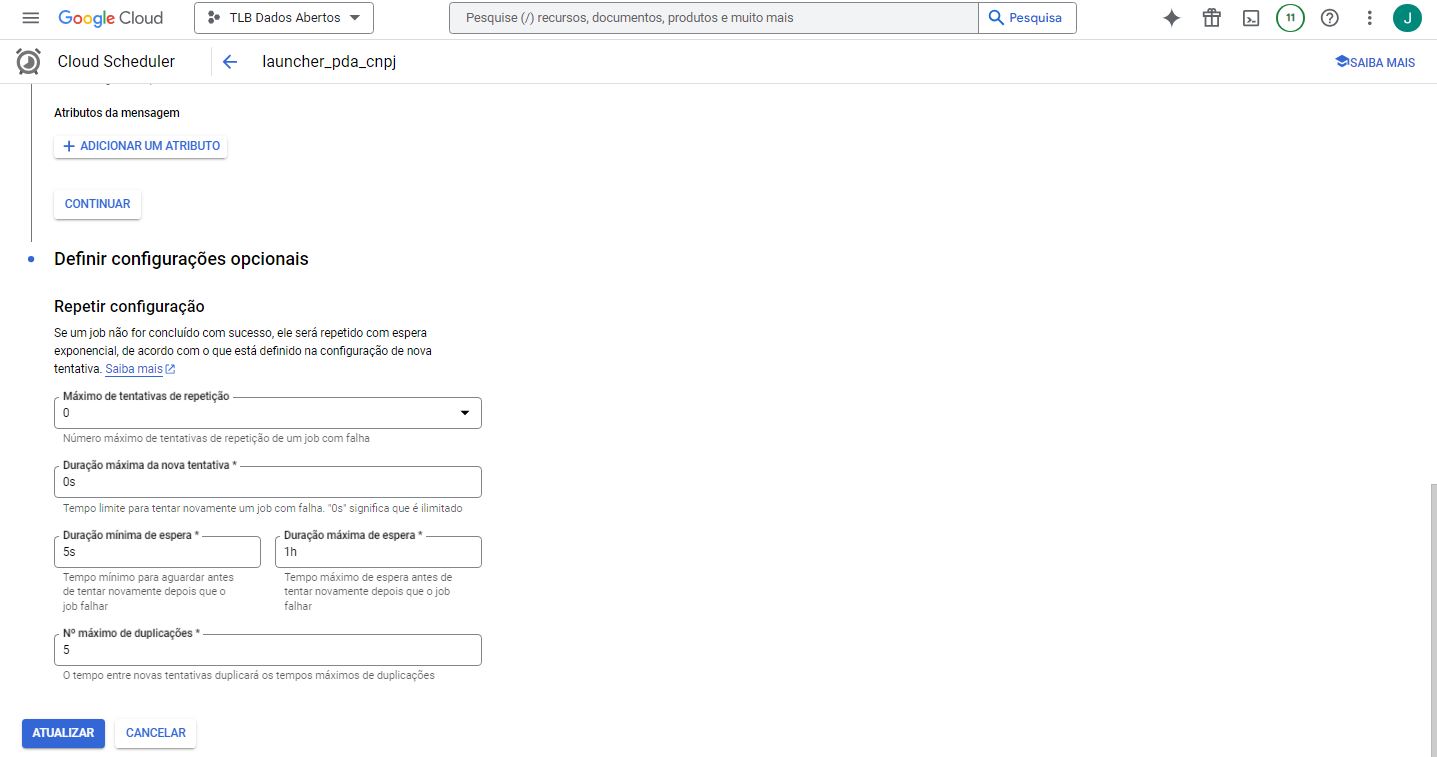 Google Cloud
TLB Dados Abertos
Pesquise (/) recursos, documentos, produtos e muito mais
Pesquisa
11
J
Cloud Scheduler
launcher_pda_cnpj
SAIBA MAIS
Atributos da mensagem
ADICIONAR UM ATRIBUTO
CONTINUAR
Definir configurações opcionais
Repetir configuração
Se um job não for concluído com sucesso, ele será repetido com espera
exponencial, de acordo com o que está definido na configuração de nova
tentativa. Saiba mais
Máximo de tentativas de repetição
0
Número máximo de tentativas de repetição de um job com falha
Duração máxima da nova tentativa *
0s
Tempo limite para tentar novamente um job com falha. "0s" significa que é ilimitado
Duração mínima de espera *
5s
Tempo mínimo para aguardar antes
de tentar novamente depois que o
job falhar
Duração máxima de espera *
1h
Tempo máximo de espera antes de
tentar novamente depois que o job
falhar
Nº máximo de duplicações *
5
O tempo entre novas tentativas duplicará os tempos máximos de duplicações
ATUALIZAR
CANCELAR